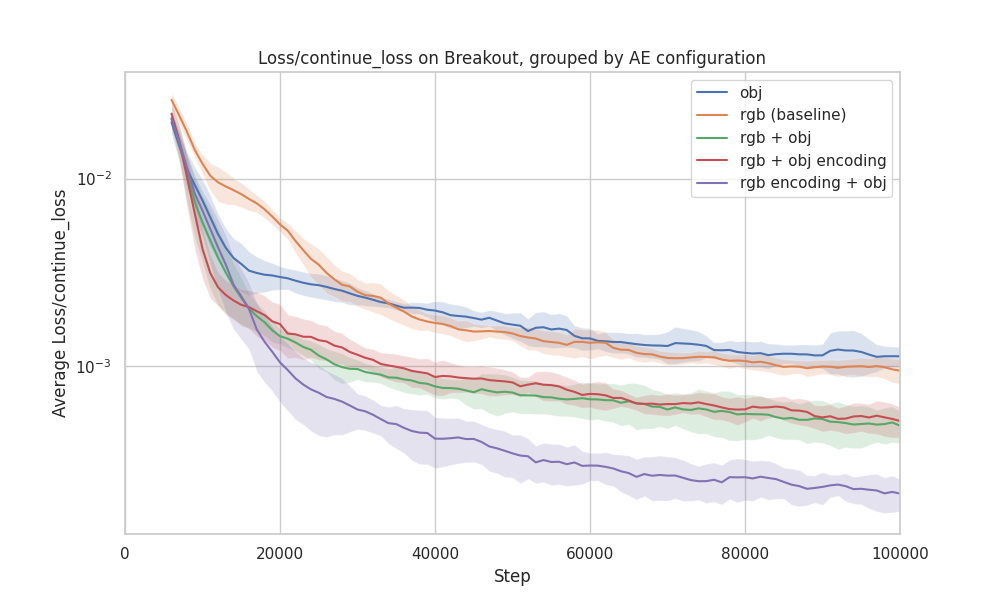 Loss/continue_loss on Breakout, grouped by AE configuration
obj
rgb (baseline)
rgb + obj
rgb + obj encoding
rgb encoding + obj
Average Loss/continue_loss
10⁻²
10⁻³
0 20000 40000 60000 80000 100000
Step